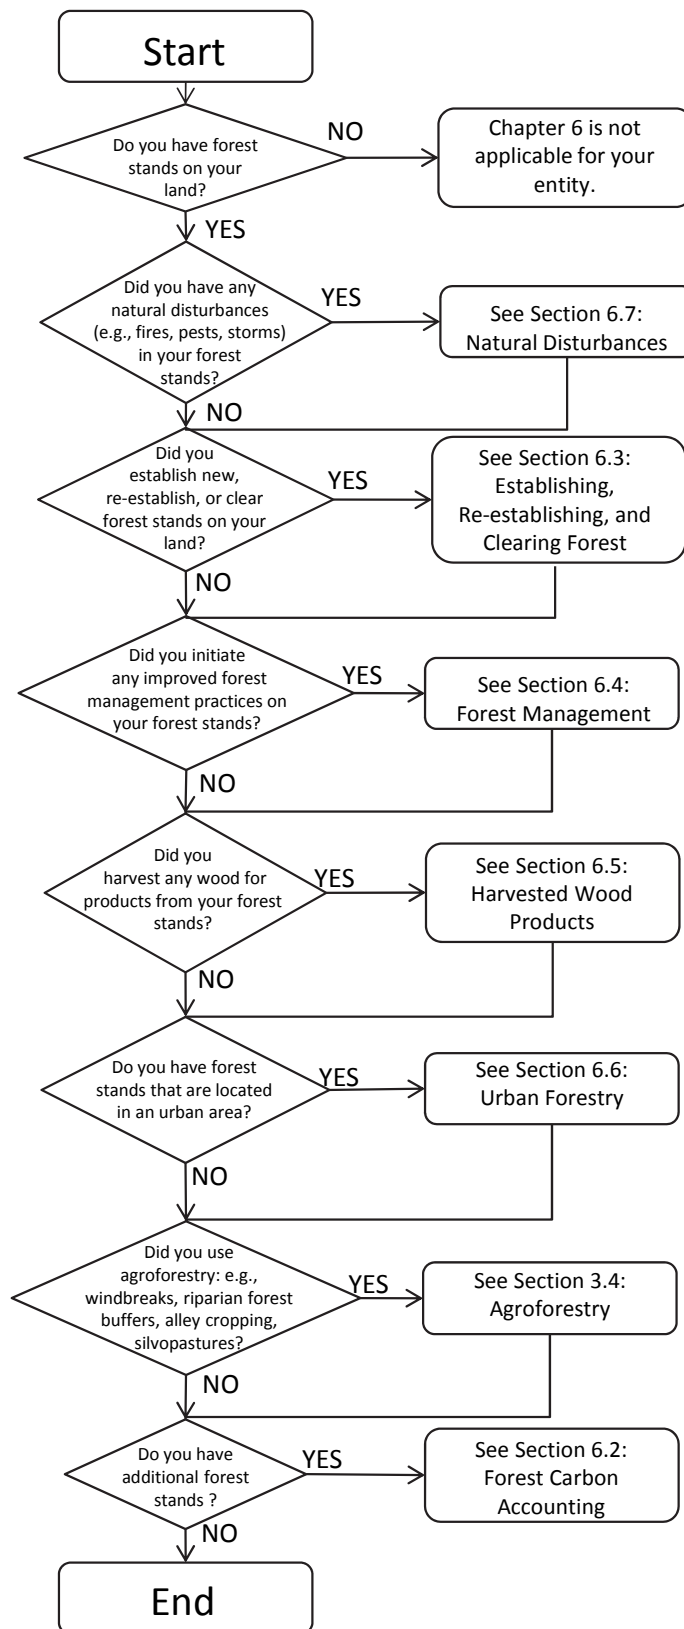 Start
Do you have forest
stands on your
land?
NO
Chapter 6 is not
applicable for your
entity.
YES
Did you have any
natural disturbances
(e.g., fires, pests, storms)
in your forest
stands?
YES
See Section 6.7:
Natural Disturbances
NO
Did you
establish new,
re-establish, or clear
forest stands on your
land?
YES
See Section 6.3:
Establishing,
Re-establishing, and
Clearing Forest
NO
Did you initiate
any improved forest
management practices on
your forest stands?
YES
See Section 6.4:
Forest Management
NO
Did you
harvest any wood for
products from your forest
stands?
YES
See Section 6.5:
Harvested Wood
Products
NO
Do you have forest
stands that are located
in an urban area?
YES
See Section 6.6:
Urban Forestry
NO
Did you use
agroforestry: e.g.,
windbreaks, riparian forest
buffers, alley cropping,
silvopastures?
YES
See Section 3.4:
Agroforestry
NO
Do you have
additional forest
stands ?
YES
See Section 6.2:
Forest Carbon
Accounting
NO
End